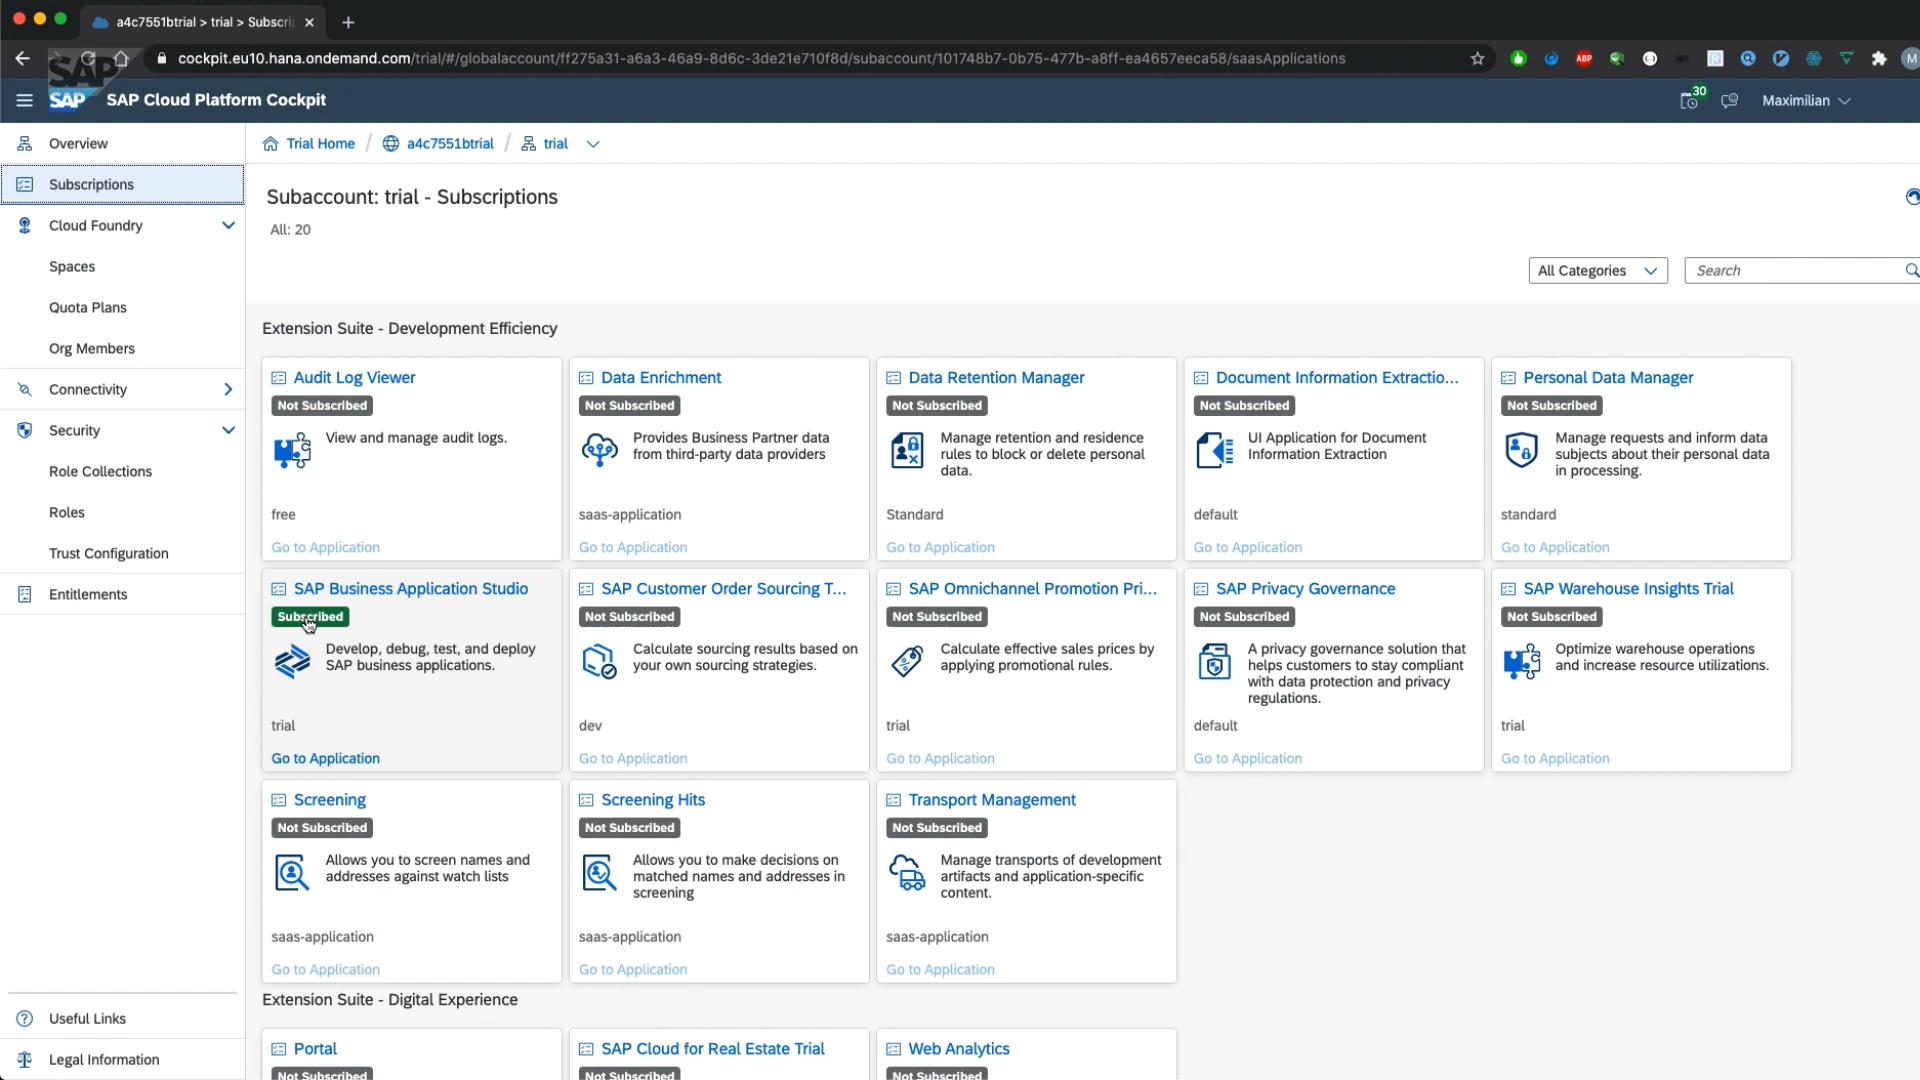 a4c7551btrial > trial > Subscri
cockpit.eu10.hana.ondemand.com/trial/#/globalaccount/ff275a31-a6a3-46a9-8d6c-3de21e710f8d/subaccount/101748b7-0b75-477b-a8ff-ea4657eeca58/saasApplications
ABP
M
SAP
SAP
SAP Cloud Platform Cockpit
30
Maximilian
Overview
Subscriptions
Cloud Foundry
Spaces
Quota Plans
Org Members
Connectivity
Security
Role Collections
Roles
Trust Configuration
Entitlements
Useful Links
Legal Information
Trial Home / a4c7551btrial / trial
Subaccount: trial - Subscriptions
All: 20
All Categories
Search
Extension Suite - Development Efficiency
Audit Log Viewer
Not Subscribed
View and manage audit logs.
free
Go to Application
Data Enrichment
Not Subscribed
Provides Business Partner data
from third-party data providers
saas-application
Go to Application
Data Retention Manager
Not Subscribed
Manage retention and residence
rules to block or delete personal
data.
Standard
Go to Application
Document Information Extractio...
Not Subscribed
UI Application for Document
Information Extraction
default
Go to Application
Personal Data Manager
Not Subscribed
Manage requests and inform data
subjects about their personal data
in processing.
standard
Go to Application
SAP Business Application Studio
Subscribed
Develop, debug, test, and deploy
SAP business applications.
trial
Go to Application
SAP Customer Order Sourcing T...
Not Subscribed
Calculate sourcing results based on
your own sourcing strategies.
dev
Go to Application
SAP Omnichannel Promotion Pri...
Not Subscribed
Calculate effective sales prices by
applying promotional rules.
trial
Go to Application
SAP Privacy Governance
Not Subscribed
A privacy governance solution that
helps customers to stay compliant
with data protection and privacy
regulations.
default
Go to Application
SAP Warehouse Insights Trial
Not Subscribed
Optimize warehouse operations
and increase resource utilizations.
trial
Go to Application
Screening
Not Subscribed
Allows you to screen names and
addresses against watch lists
saas-application
Go to Application
Screening Hits
Not Subscribed
Allows you to make decisions on
matched names and addresses in
screening
saas-application
Go to Application
Transport Management
Not Subscribed
Manage transports of development
artifacts and application-specific
content.
saas-application
Go to Application
Extension Suite - Digital Experience
Portal
Not Subscribed
SAP Cloud for Real Estate Trial
Not Subscribed
Web Analytics
Not Subscribed